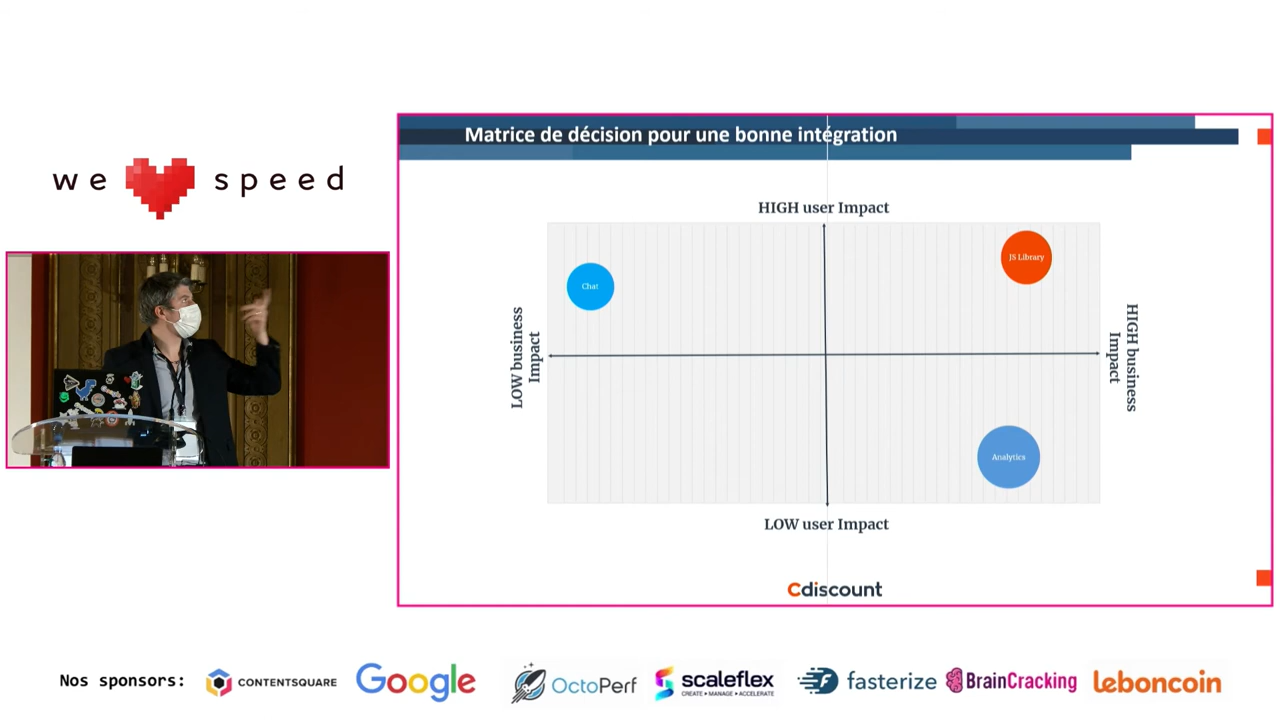 we speed
Matrice de décision pour une bonne intégration
HIGH user Impact
JS Library
Chat
LOW business
Impact
HIGH business
Impact
Analytics
LOW user Impact
Cdiscount
Nos sponsors:
CONTENTSQUARE
Google
OctoPerf
scaleflex
CREATE • MANAGE • ACCELERATE
fasterize
BrainCracking
leboncoin